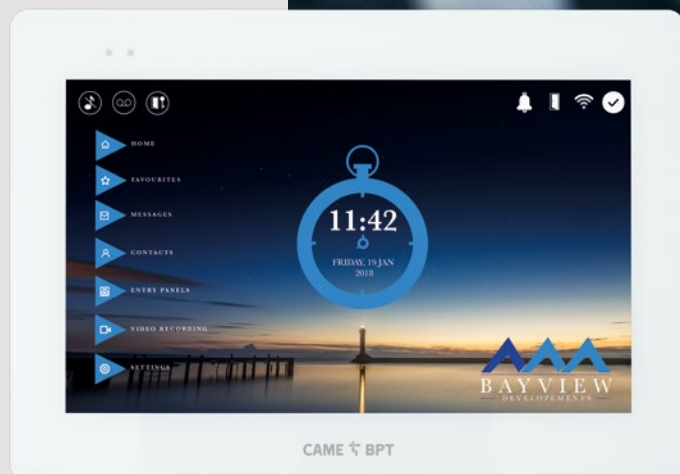 11:42
FRIDAY, 19 JAN
2018
HOME
FAVOURITES
MESSAGES
CONTACTS
ENTRY PANELS
VIDEO RECORDING
SETTINGS
BAYVIEW
DEVELOPEMENTS
CAME BPT